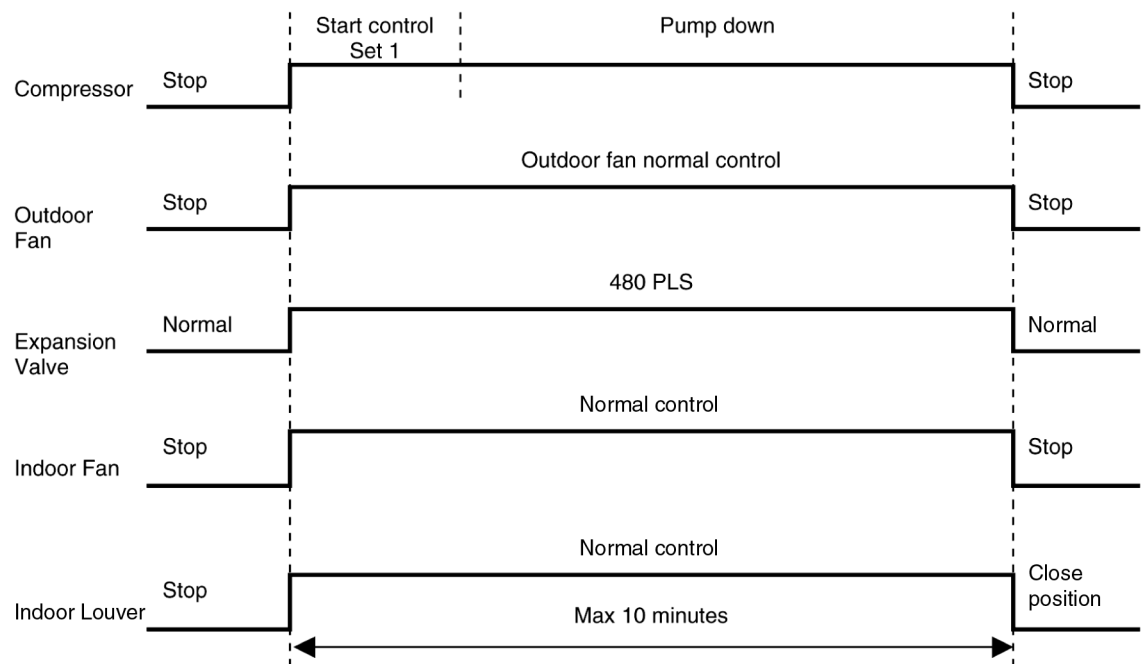 Start control
Set 1
Pump down
Compressor
Stop
Stop
Outdoor fan normal control
Outdoor
Fan
Stop
Stop
480 PLS
Expansion
Valve
Normal
Normal
Normal control
Indoor Fan
Stop
Stop
Normal control
Indoor Louver
Stop
Close
position
Max 10 minutes